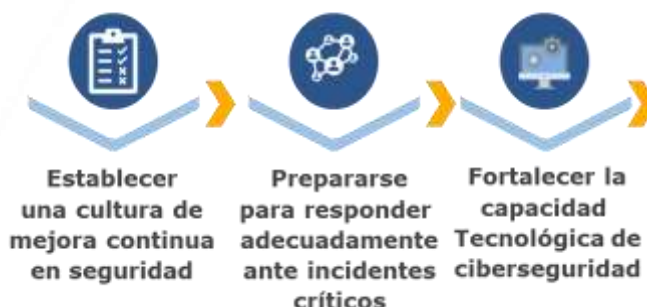 Establecer
una cultura de
mejora continua
en seguridad
Prepararse
para responder
adecuadamente
ante incidentes
críticos
Fortalecer la
capacidad
Tecnológica de
ciberseguridad